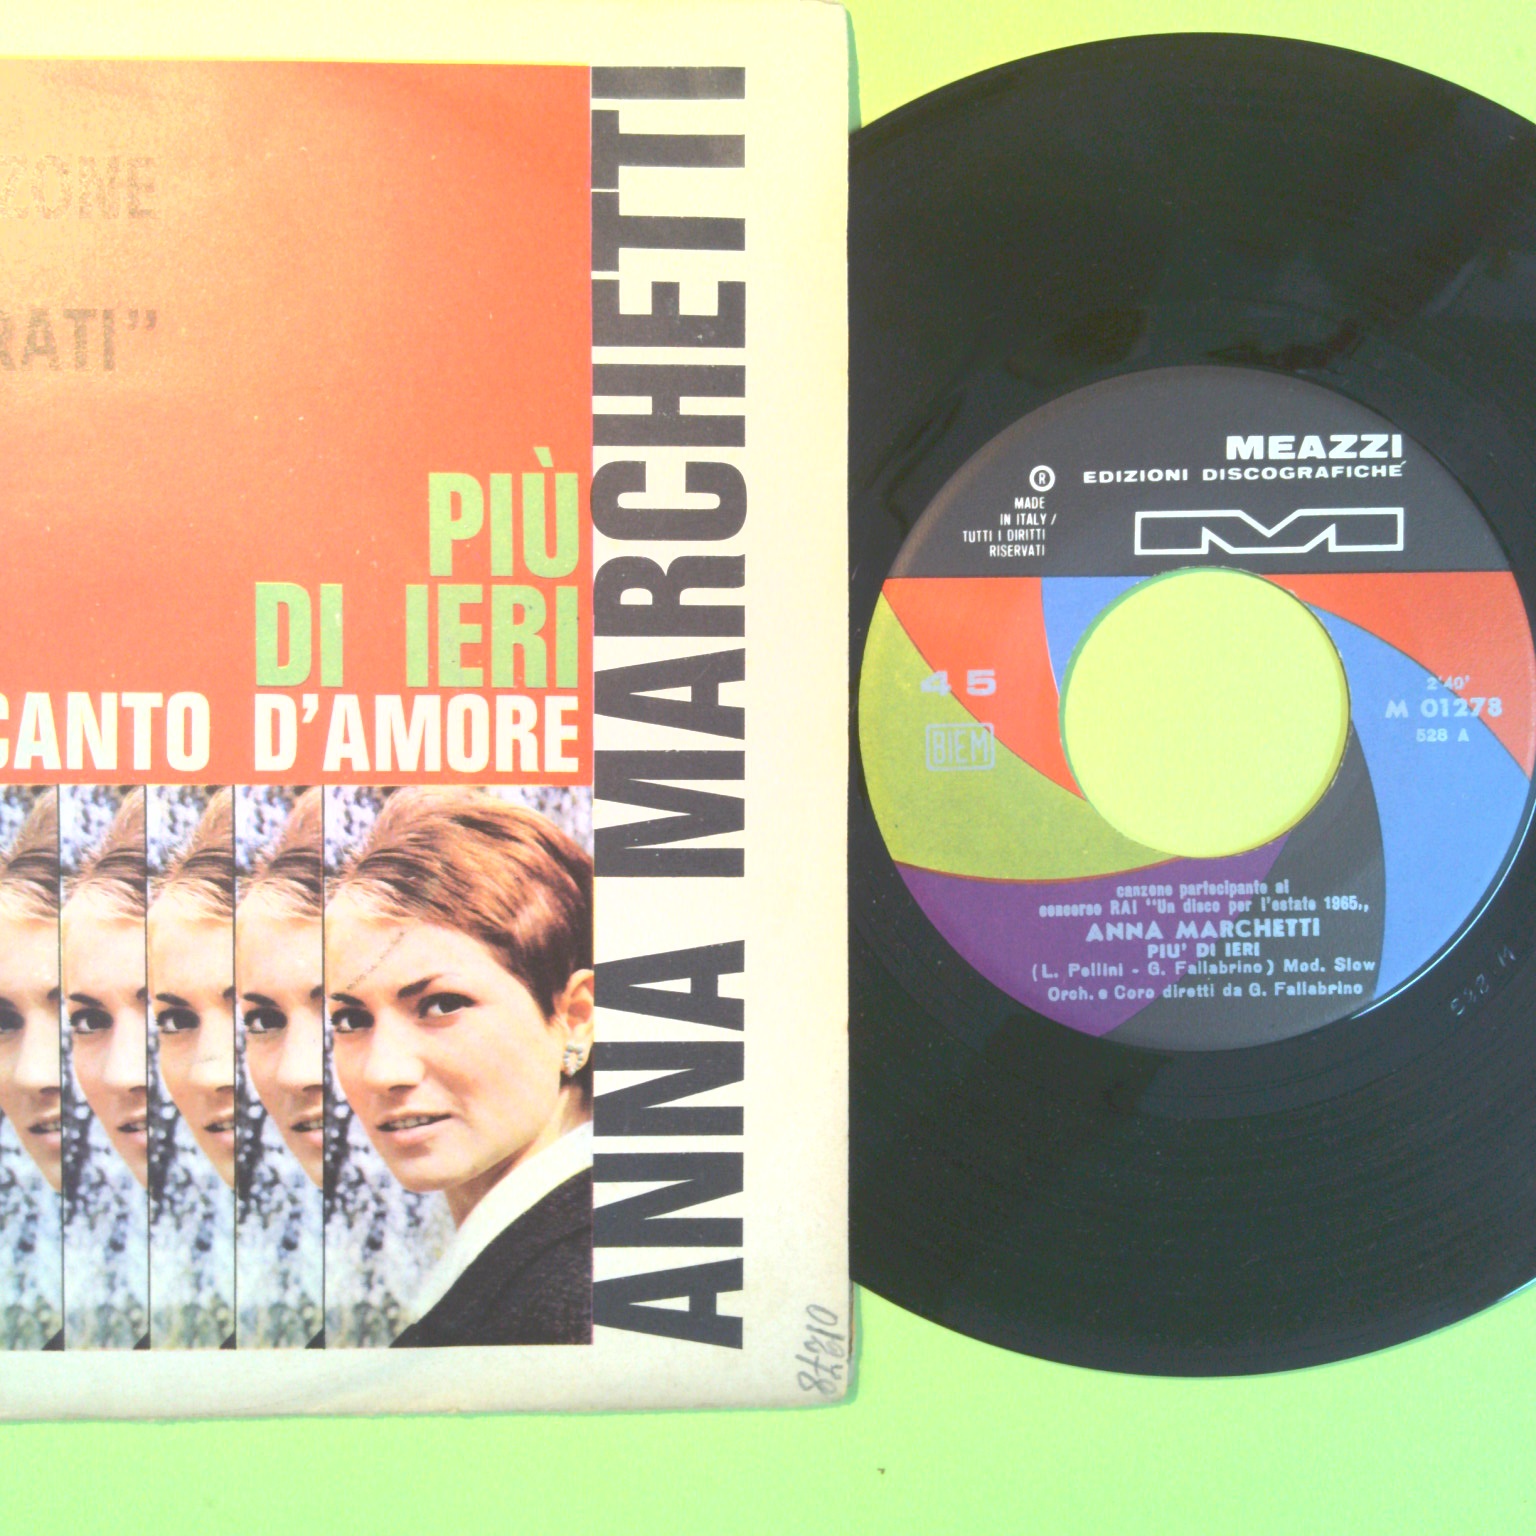 ZONE
RATI"
PIÙ
DI IERI
CANTO D'AMORE
ANNA MARCHETTI
MEAZZI
EDIZIONI DISCOGRAFICHE
R
MADE
IN ITALY /
TUTTI I DIRITTI
RISERVATI
M
45
BIEM
2'40'
M 01278
528 A
canzone partecipante al
concorso RAI "Un disco per l'estate 1965.,
ANNA MARCHETTI
PIU' DI IERI
(L. Pellini - G. Fallabrino) Mod. Slow
Orch. e Coro diretti da G. Fallabrino